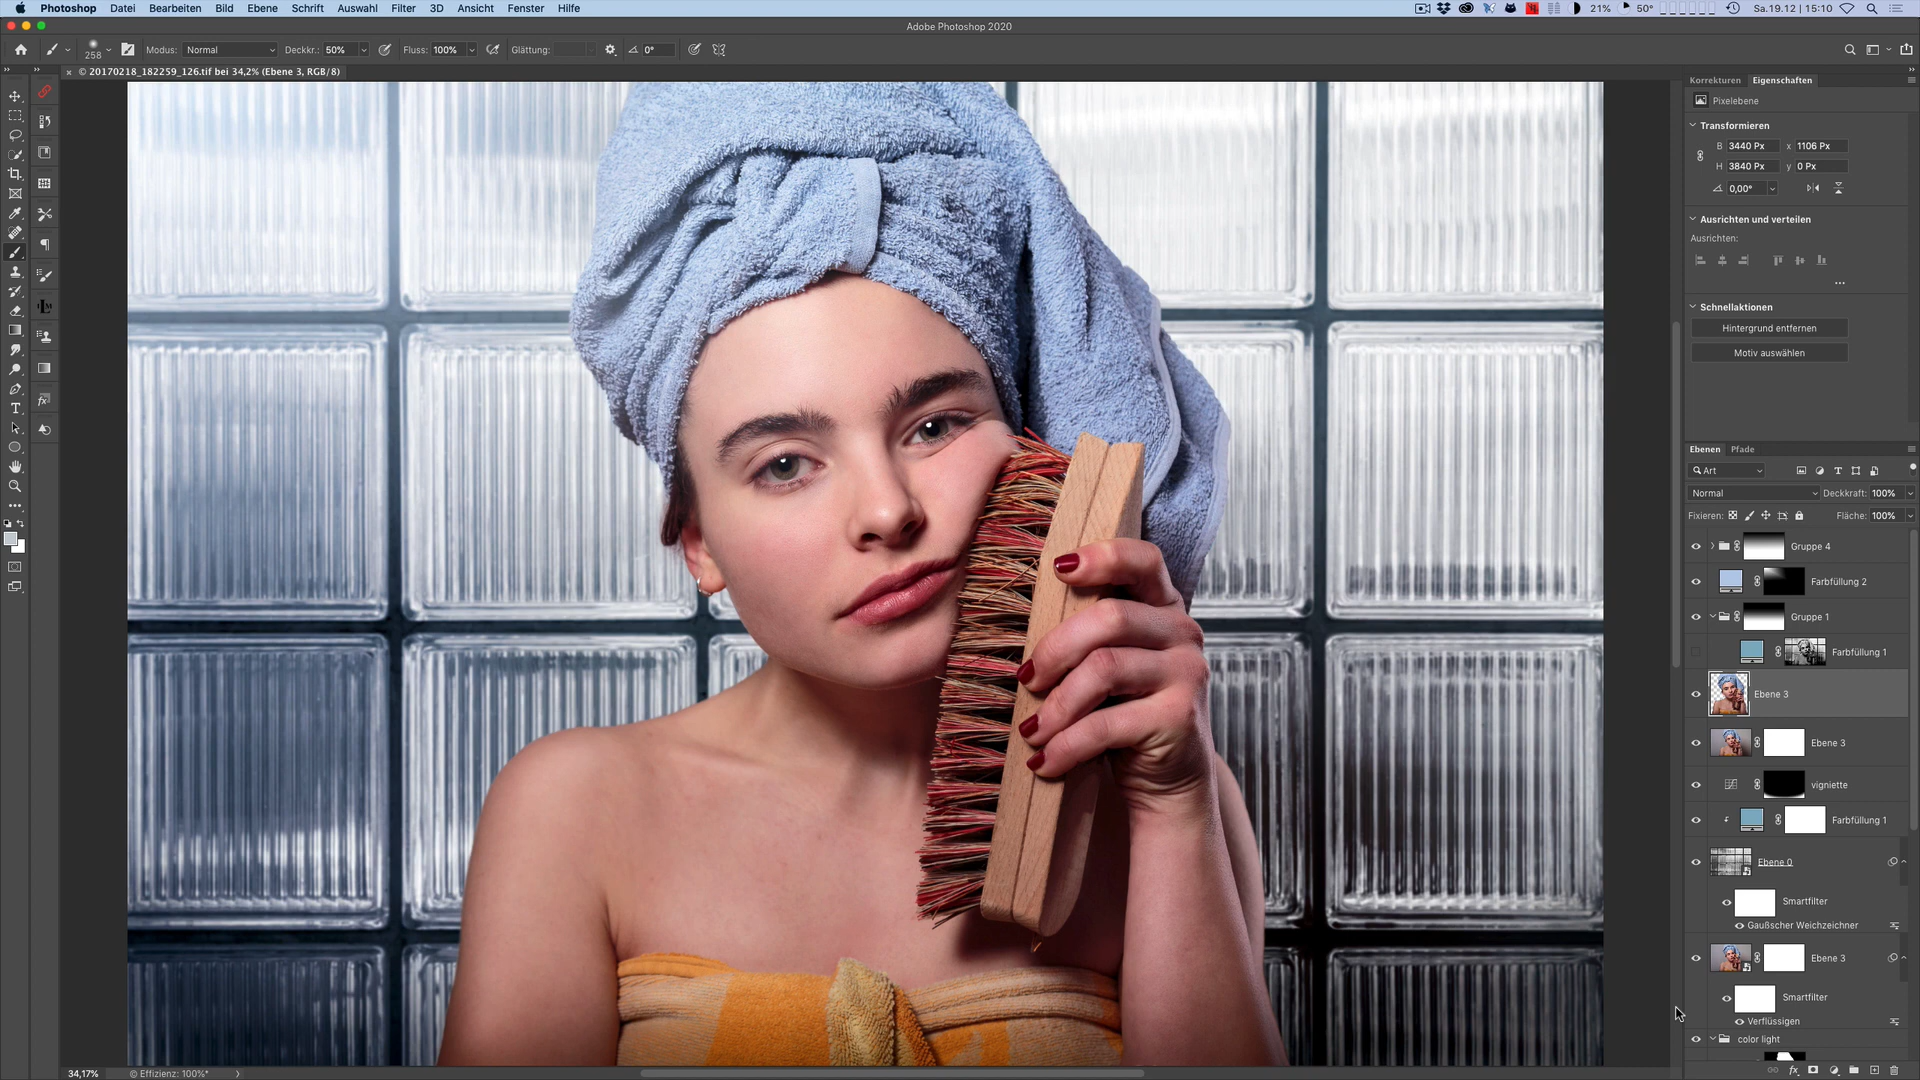 Photoshop Datei Bearbeiten Bild Ebene Schrift Auswahl Filter 3D Ansicht Fenster Hilfe 21% 50° Sa.19.12 | 15:10
Adobe Photoshop 2020
258 Modus: Normal Deckkr.: 50% Fluss: 100% Glättung: 0°
© 20170218_182259_126.tif bei 34,2% (Ebene 3, RGB/8)
Korrekturen Eigenschaften
Pixelebene
Transformieren
B 3440 Px x 1106 Px
H 3840 Px y 0 Px
0,00°
Ausrichten und verteilen
Ausrichten:
Schnellaktionen
Hintergrund entfernen
Motiv auswählen
Ebenen Pfade
Art
Normal Deckkraft: 100%
Fixieren: Fläche: 100%
Gruppe 4
Farbfüllung 2
Gruppe 1
Farbfüllung 1
Ebene 3
Ebene 3
vigniette
Farbfüllung 1
Ebene 0
Smartfilter
Gaußscher Weichzeichner
Ebene 3
Smartfilter
Verflüssigen
color light
34,17% © Effizienz: 100%*